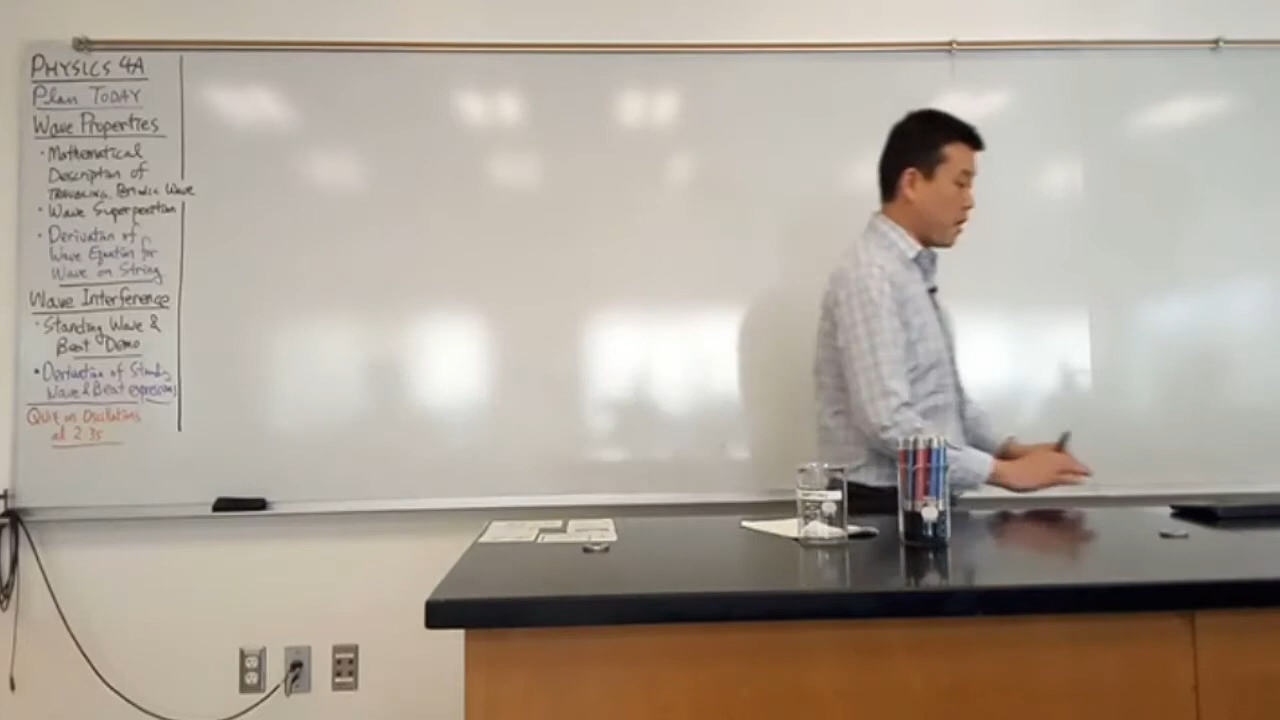 PHYSICS 4A
Plan TODAY
Wave Properties
• Mathematical
Description of
TRAVELING, Periodic Wave
• Wave Superposition
• Derivation of
Wave Equation for
Wave on String
Wave Interference
• Standing Wave &
Beat Demo
• Derivation of Standing
Wave & Beat expressions
Quiz on Oscillations
at 2:35